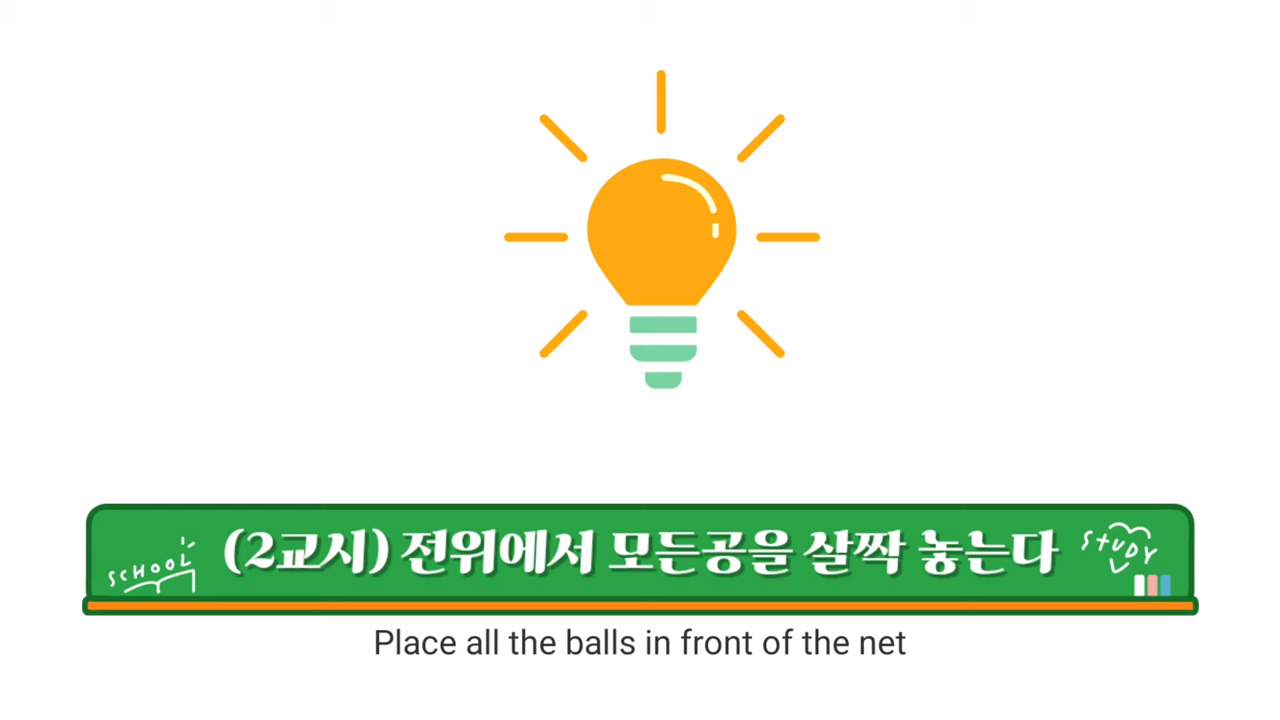 SCHOOL
(2교시) 전위에서 모든공을 살짝 놓는다
STUDY
Place all the balls in front of the net